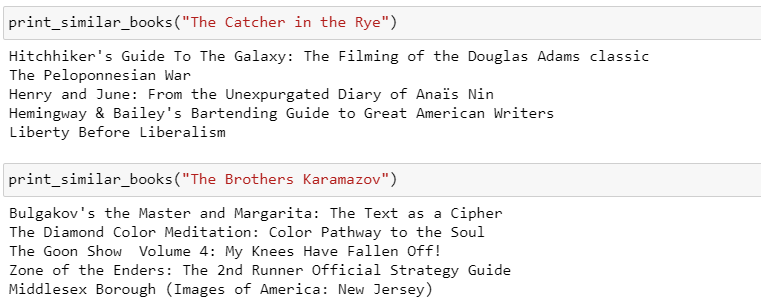 print_similar_books("The Catcher in the Rye")
Hitchhiker's Guide To The Galaxy: The Filming of the Douglas Adams classic
The Peloponnesian War
Henry and June: From the Unexpurgated Diary of Anaïs Nin
Hemingway & Bailey's Bartending Guide to Great American Writers
Liberty Before Liberalism
print_similar_books("The Brothers Karamazov")
Bulgakov's the Master and Margarita: The Text as a Cipher
The Diamond Color Meditation: Color Pathway to the Soul
The Goon Show  Volume 4: My Knees Have Fallen Off!
Zone of the Enders: The 2nd Runner Official Strategy Guide
Middlesex Borough (Images of America: New Jersey)